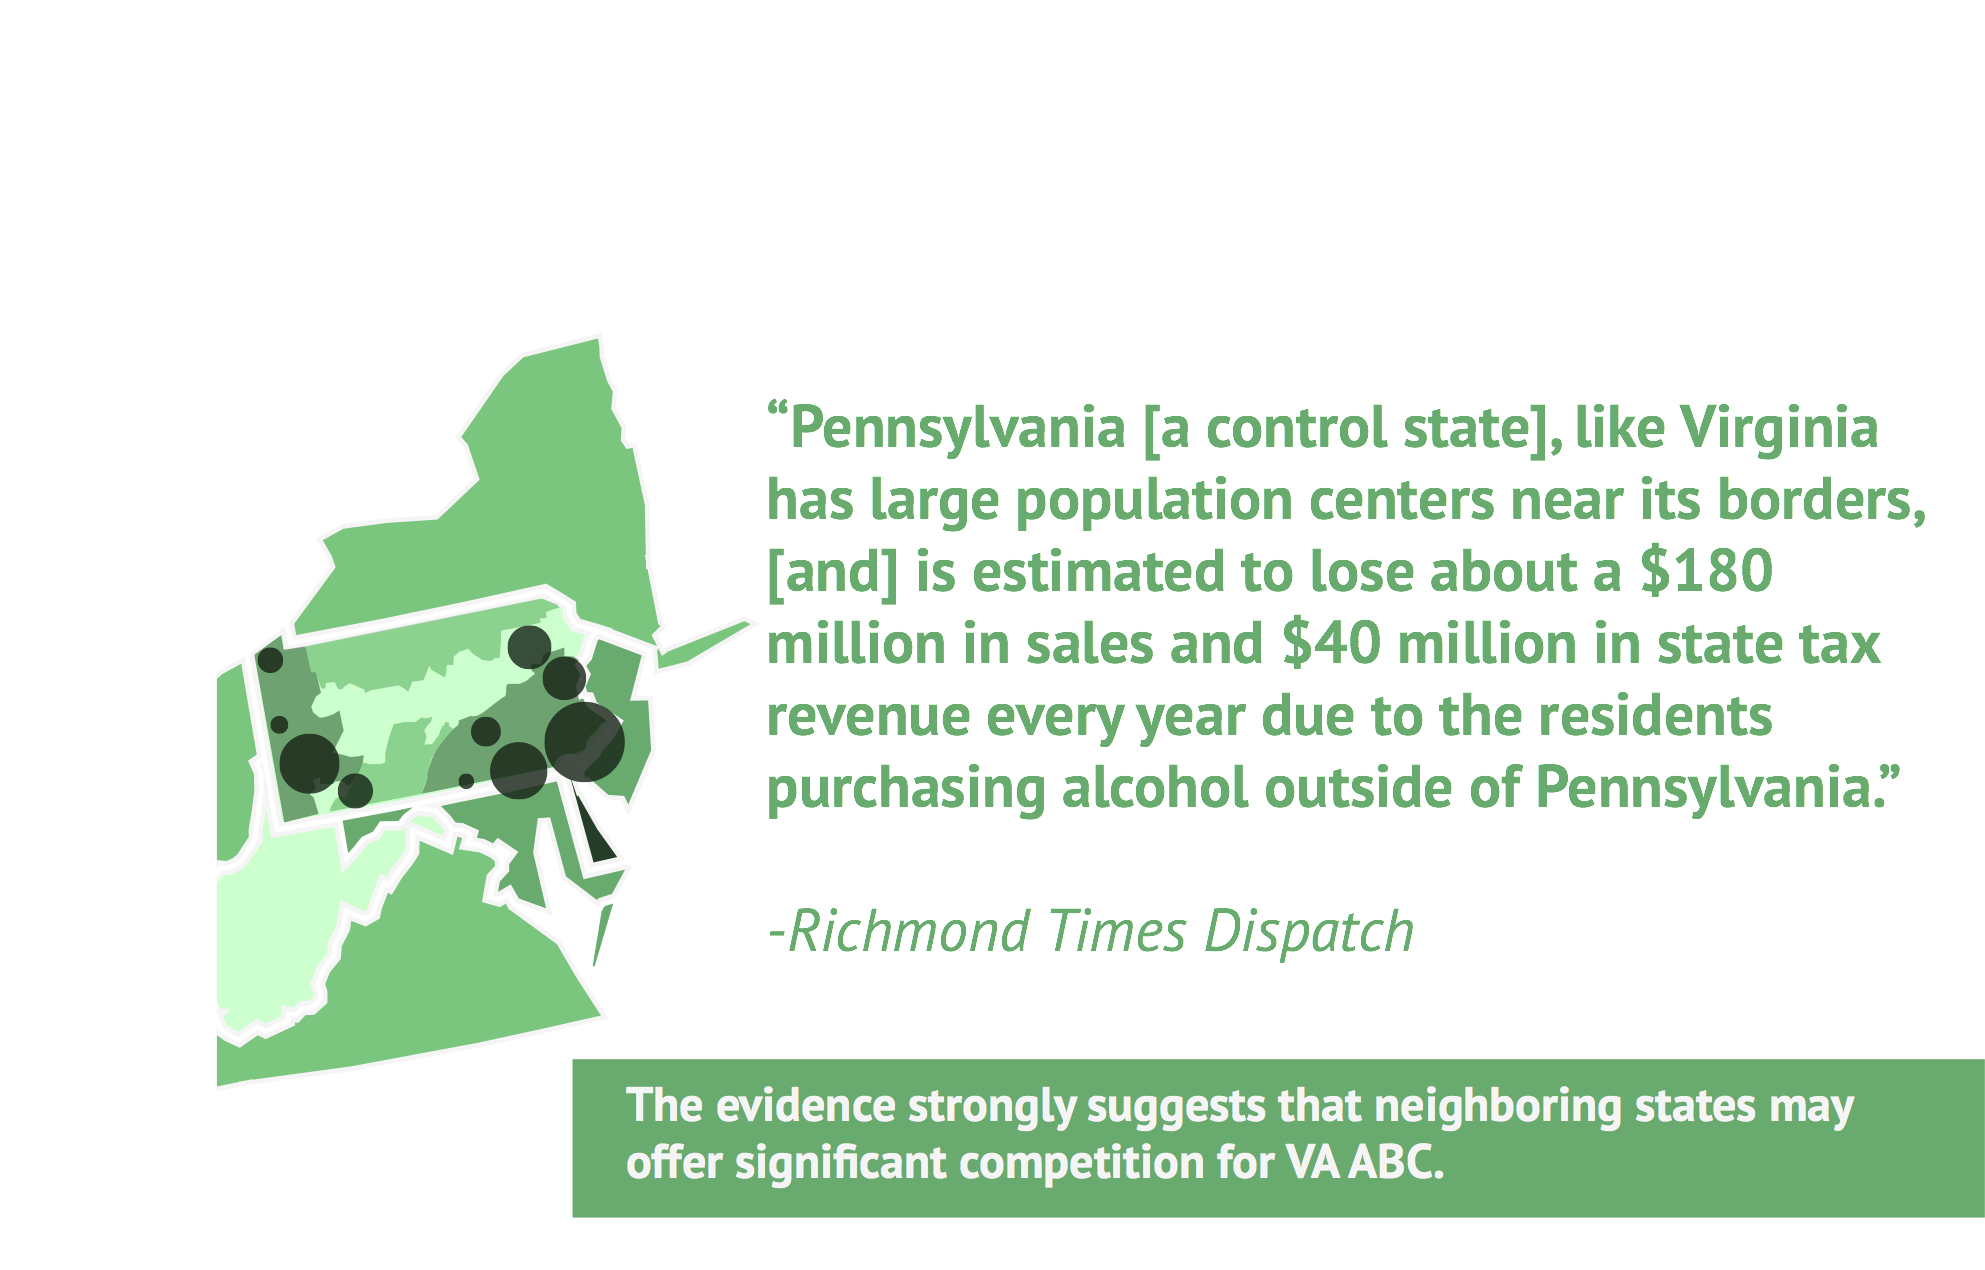 “Pennsylvania [a control state], like Virginia
has large population centers near its borders,
[and] is estimated to lose about a $180
million in sales and $40 million in state tax
revenue every year due to the residents
purchasing alcohol outside of Pennsylvania.”
-Richmond Times Dispatch
The evidence strongly suggests that neighboring states may
offer significant competition for VA ABC.